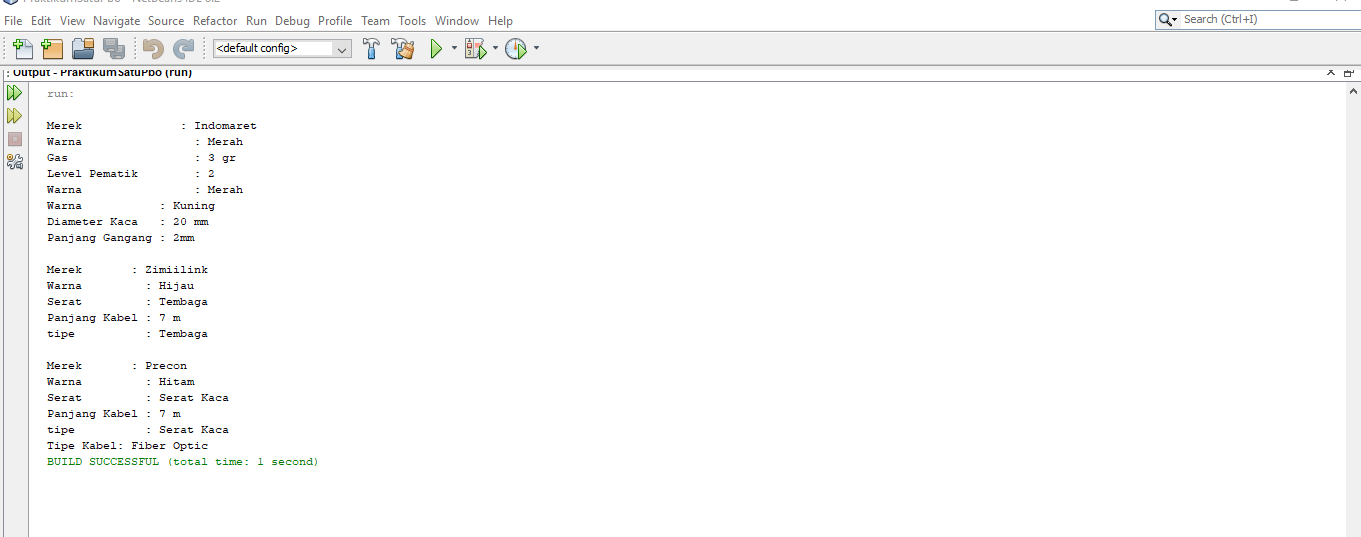 File Edit View Navigate Source Refactor Run Debug Profile Team Tools Window Help
Search (Ctrl+I)
<default config>
Output - PraktikumSatuPbo (run)
run:
Merek : Indomaret
Warna : Merah
Gas : 3 gr
Level Pematik : 2
Warna : Merah
Warna : Kuning
Diameter Kaca : 20 mm
Panjang Gangang : 2mm
Merek : Zimiilink
Warna : Hijau
Serat : Tembaga
Panjang Kabel : 7 m
tipe : Tembaga
Merek : Precon
Warna : Hitam
Serat : Serat Kaca
Panjang Kabel : 7 m
tipe : Serat Kaca
Tipe Kabel: Fiber Optic
BUILD SUCCESSFUL (total time: 1 second)